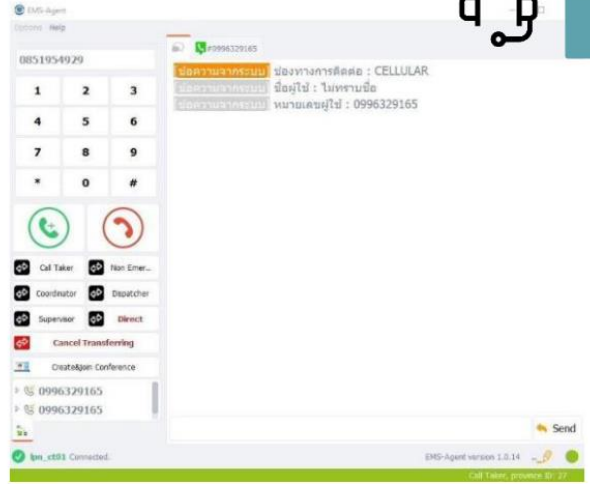 EMS-Agent
Options Help
0851954929
#0996329165
ข้อความจากระบบ ช่องทางการติดต่อ : CELLULAR
ข้อความจากระบบ ชื่อผู้ใช้ : ไม่ทราบชื่อ
ข้อความจากระบบ หมายเลขผู้ใช้ : 0996329165
1 2 3
4 5 6
7 8 9
* 0 #
Call Taker Non Emer...
Coordinator Dispatcher
Supervisor Direct
Cancel Transferring
Create&Join Conference
0996329165
0996329165
Send
lpn_ct01 Connected.
EMS-Agent version 1.0.14
Call Taker, province ID: 27